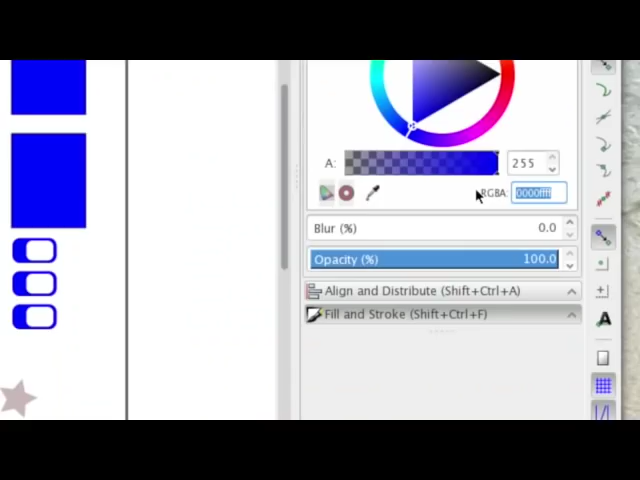 A:
255
RGBA:
0000ffff
Blur (%)
0.0
Opacity (%)
100.0
Align and Distribute (Shift+Ctrl+A)
Fill and Stroke (Shift+Ctrl+F)
A